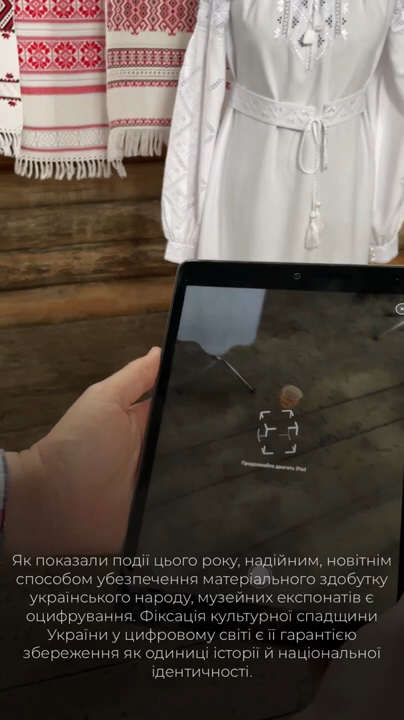 Продолжайте двигать iPad
Як показали події цього року, надійним, новітнім
способом убезпечення матеріального здобутку
українського народу, музейних експонатів є
оцифрування. Фіксація культурної спадщини
України у цифровому світі є її гарантією
збереження як одиниці історії й національної
ідентичності.